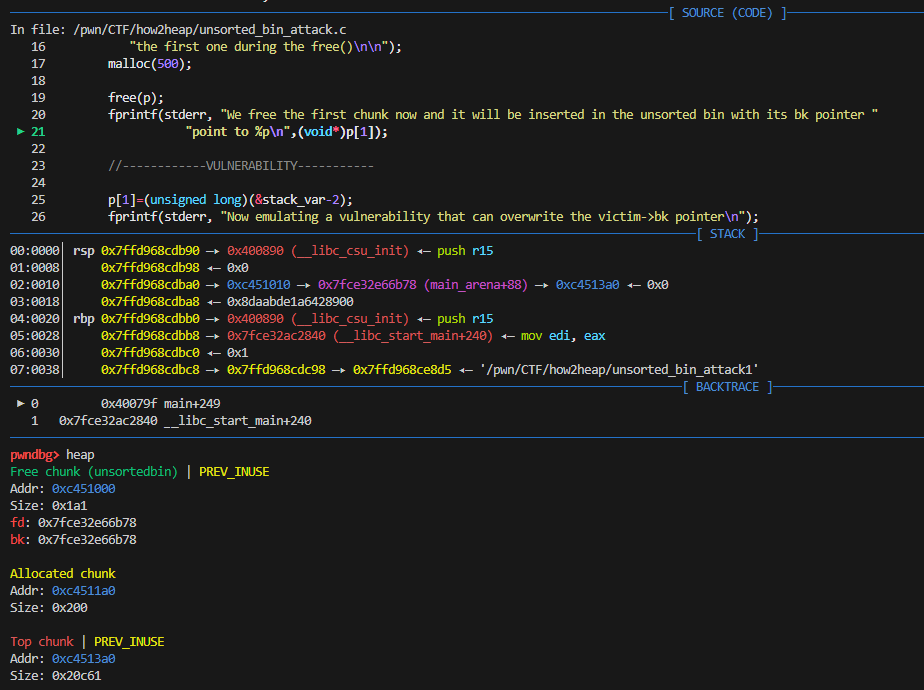 [ SOURCE (CODE) ]
In file: /pwn/CTF/how2heap/unsorted_bin_attack.c
16 "the first one during the free()\n\n");
17 malloc(500);
18
19 free(p);
20 fprintf(stderr, "We free the first chunk now and it will be inserted in the unsorted bin with its bk pointer "
► 21 "point to %p\n",(void*)p[1]);
22
23 //------------VULNERABILITY-----------
24
25 p[1]=(unsigned long)(&stack_var-2);
26 fprintf(stderr, "Now emulating a vulnerability that can overwrite the victim->bk pointer\n");
[ STACK ]
00:0000│ rsp 0x7ffd968cdb90 —▸ 0x400890 (__libc_csu_init) ◂— push r15
01:0008│ 0x7ffd968cdb98 ◂— 0x0
02:0010│ 0x7ffd968cdba0 —▸ 0xc451010 —▸ 0x7fce32e66b78 (main_arena+88) —▸ 0xc4513a0 ◂— 0x0
03:0018│ 0x7ffd968cdba8 ◂— 0x8daabde1a6428900
04:0020│ rbp 0x7ffd968cdbb0 —▸ 0x400890 (__libc_csu_init) ◂— push r15
05:0028│ 0x7ffd968cdbb8 —▸ 0x7fce32ac2840 (__libc_start_main+240) ◂— mov edi, eax
06:0030│ 0x7ffd968cdbc0 ◂— 0x1
07:0038│ 0x7ffd968cdbc8 —▸ 0x7ffd968cdc98 —▸ 0x7ffd968ce8d5 ◂— '/pwn/CTF/how2heap/unsorted_bin_attack1'
[ BACKTRACE ]
► 0 0x40079f main+249
1 0x7fce32ac2840 __libc_start_main+240
pwndbg> heap
Free chunk (unsortedbin) | PREV_INUSE
Addr: 0xc451000
Size: 0x1a1
fd: 0x7fce32e66b78
bk: 0x7fce32e66b78
Allocated chunk
Addr: 0xc4511a0
Size: 0x200
Top chunk | PREV_INUSE
Addr: 0xc4513a0
Size: 0x20c61